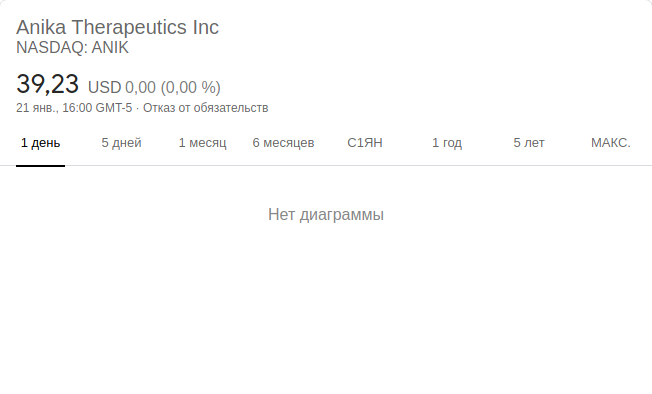 Anika Therapeutics Inc
NASDAQ: ANIK
39,23 USD 0,00 (0,00 %)
21 янв., 16:00 GMT-5 · Отказ от обязательств
1 день 5 дней 1 месяц 6 месяцев С1ЯН 1 год 5 лет МАКС.
Нет диаграммы